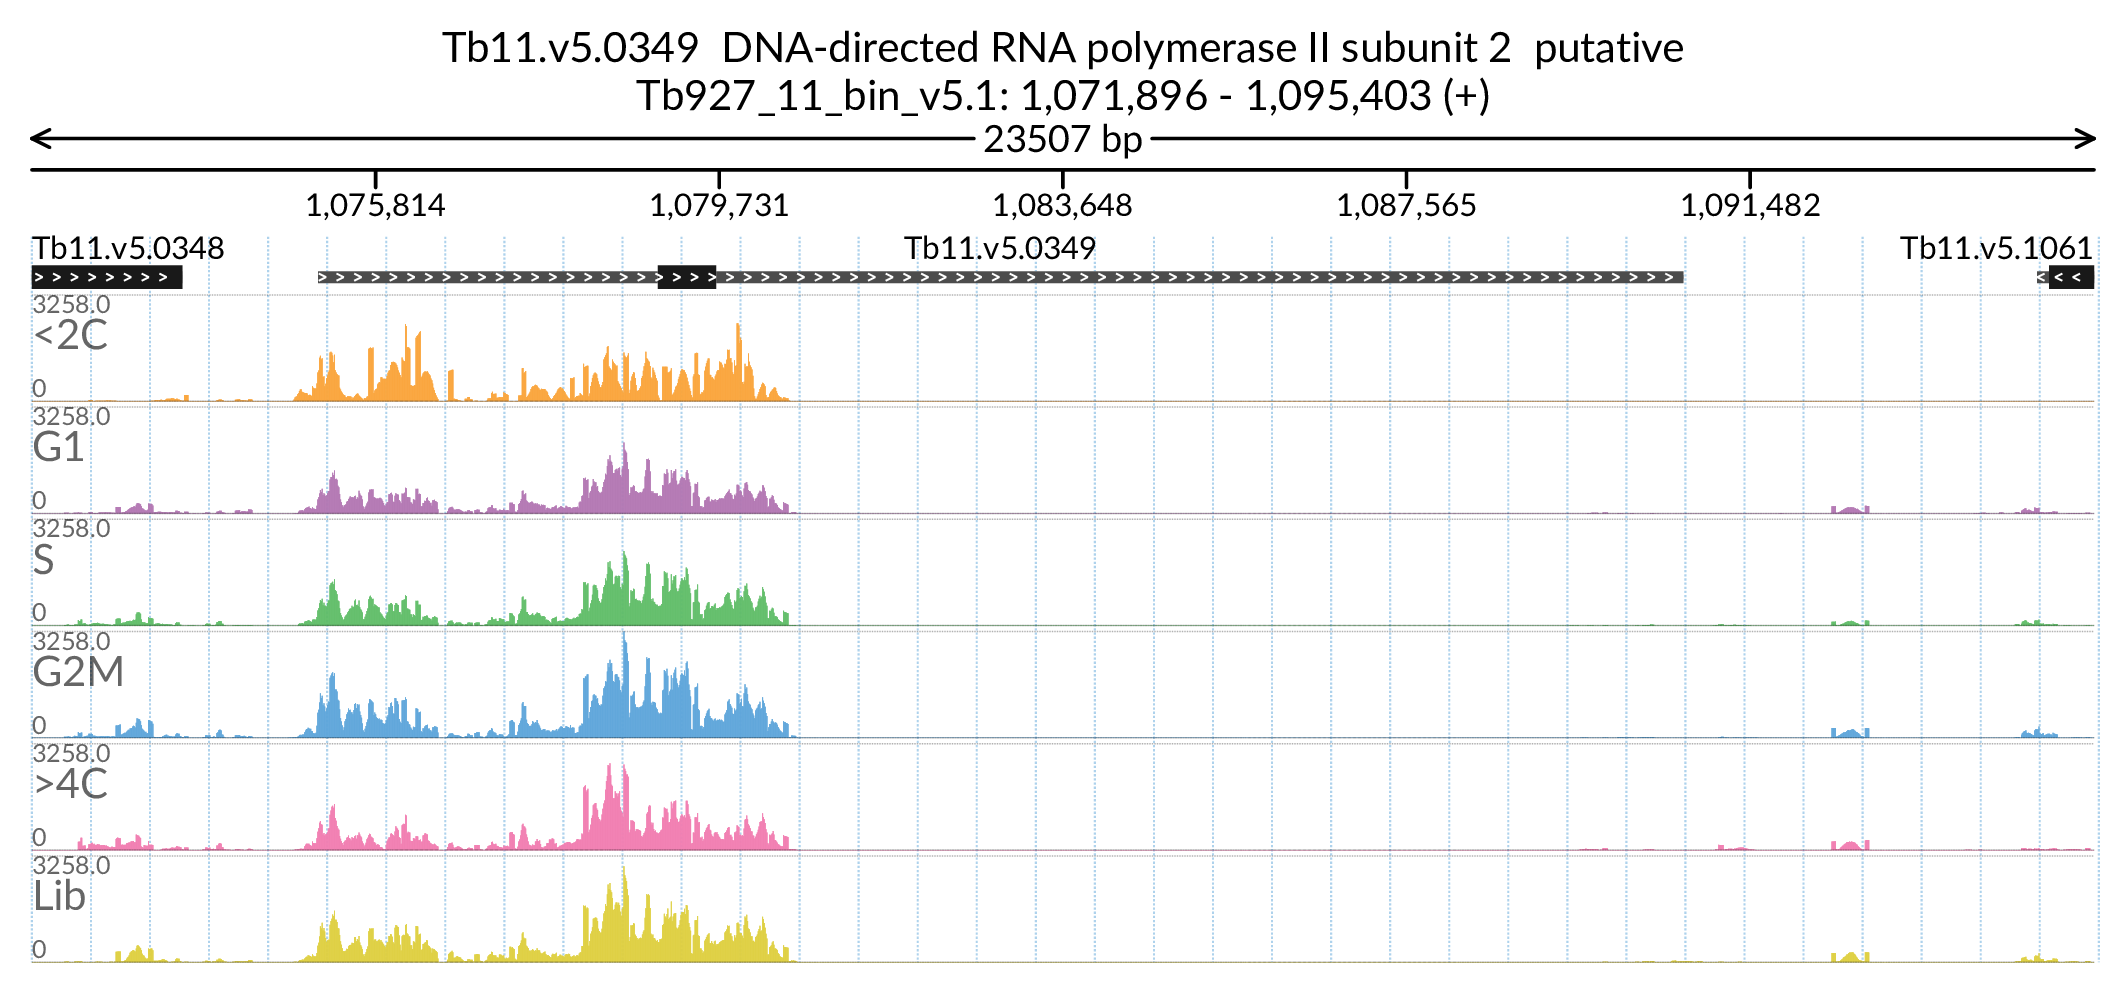 Tb11.v5.0349  DNA-directed RNA polymerase II subunit 2  putative
Tb927_11_bin_v5.1: 1,071,896 - 1,095,403 (+)
23507 bp
1,075,814 1,079,731 1,083,648 1,087,565 1,091,482
Tb11.v5.0348 Tb11.v5.0349 Tb11.v5.1061
3258.0
<2C
0
3258.0
G1
0
3258.0
S
0
3258.0
G2M
0
3258.0
>4C
0
3258.0
Lib
0